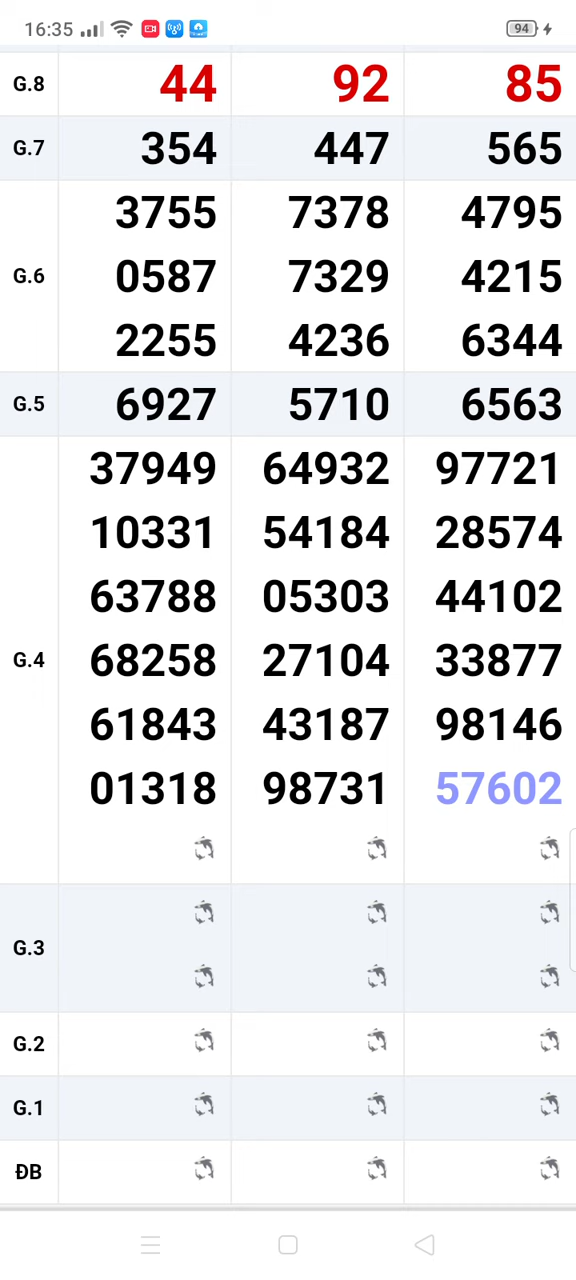 16:35 94
G.8 44 92 85
G.7 354 447 565
3755 7378 4795
G.6 0587 7329 4215
2255 4236 6344
G.5 6927 5710 6563
37949 64932 97721
10331 54184 28574
63788 05303 44102
G.4 68258 27104 33877
61843 43187 98146
01318 98731 57602
G.3
G.2
G.1
ĐB